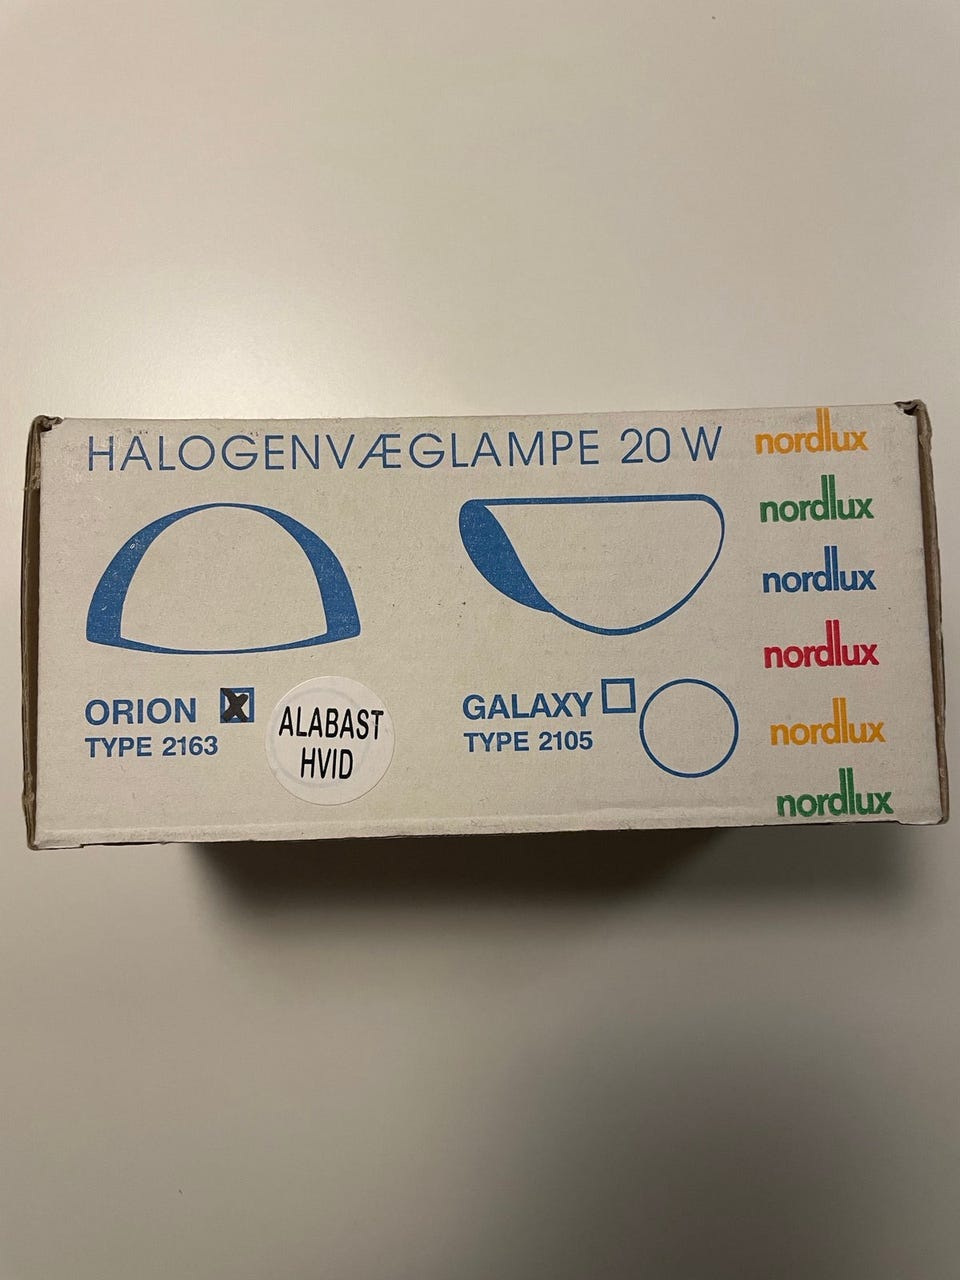 HALOGENVÆGLAMPE 20 W
nordlux
nordlux
nordlux
nordlux
nordlux
nordlux
ORION
TYPE 2163
ALABAST
HVID
GALAXY
TYPE 2105